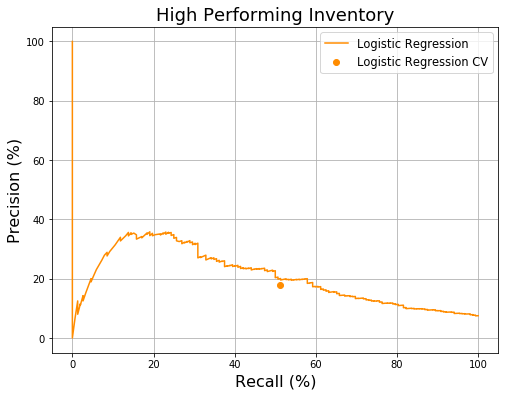 High Performing Inventory
Logistic Regression
Logistic Regression CV
Precision (%)
100
80
60
40
20
0
0 20 40 60 80 100
Recall (%)